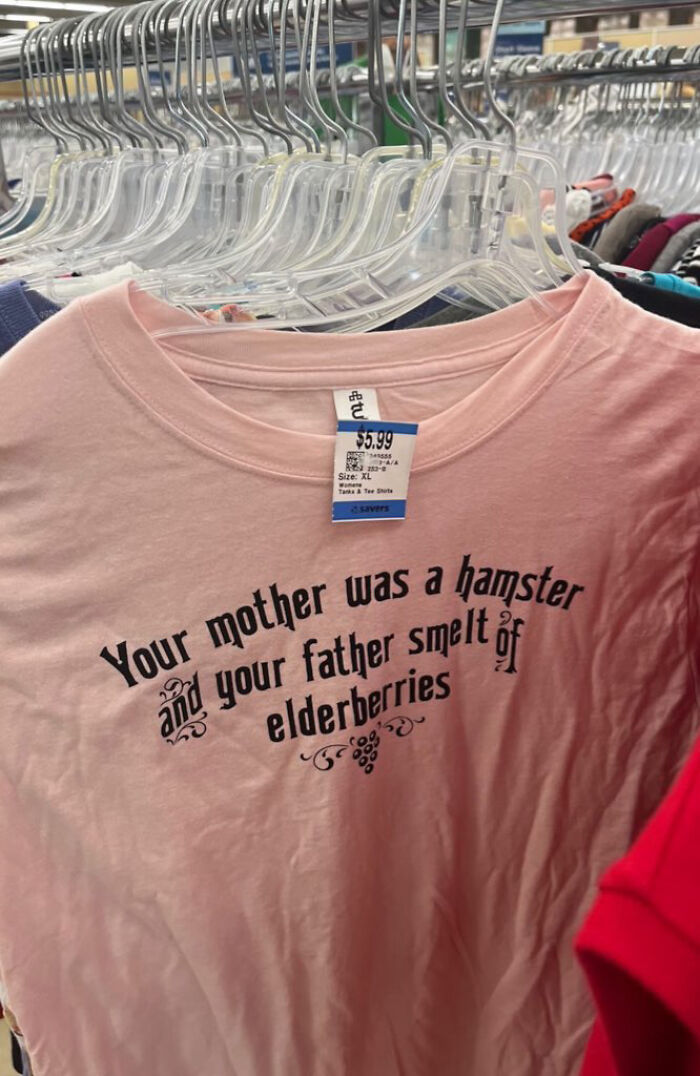 $5.99
Size: XL
Womens
Tanks & Tee Shirts
savers
Your mother was a hamster
and your father smelt of
elderberries